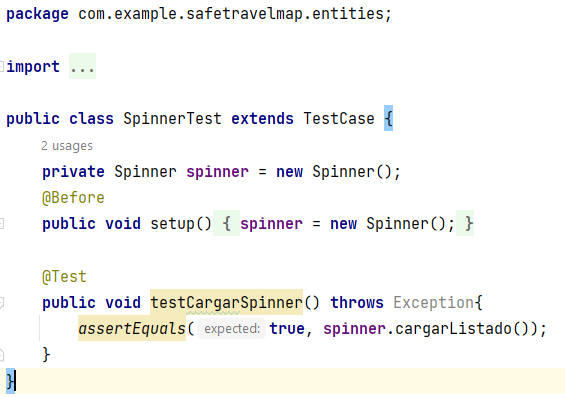 package com.example.safetravelmap.entities;
import ...
public class SpinnerTest extends TestCase {
2 usages
private Spinner spinner = new Spinner();
@Before
public void setup() { spinner = new Spinner(); }
@Test
public void testCargarSpinner() throws Exception{
assertEquals( expected: true, spinner.cargarListado());
}
}